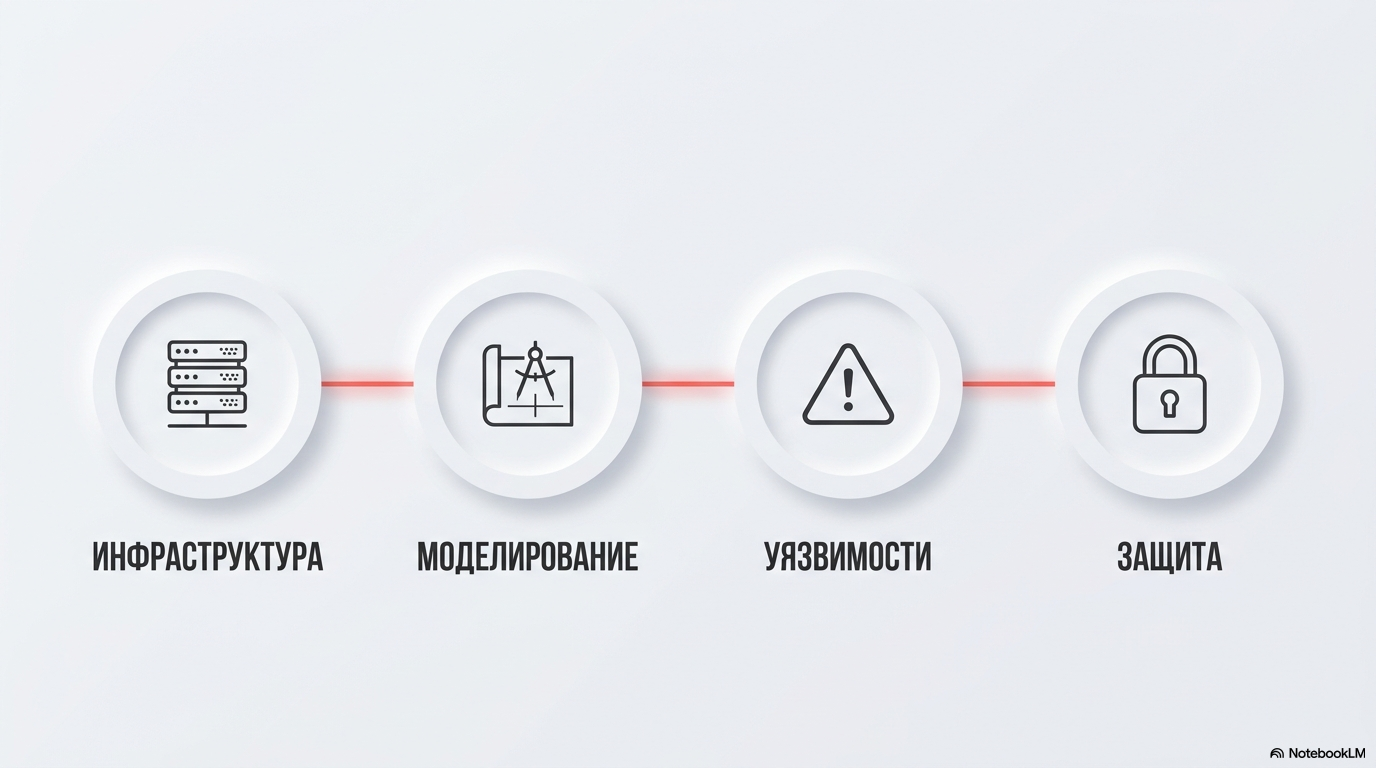 ИНФРАСТРУКТУРА
МОДЕЛИРОВАНИЕ
УЯЗВИМОСТИ
ЗАЩИТА
NotebookLM